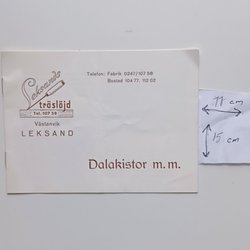 Leksands
träslöjd
Tel. 107 58
Västanvik
LEKSAND
Telefon: Fabrik 0247/107 58
Bostad 104 77, 112 02
Dalakistor m.m.
11 cm
15 cm